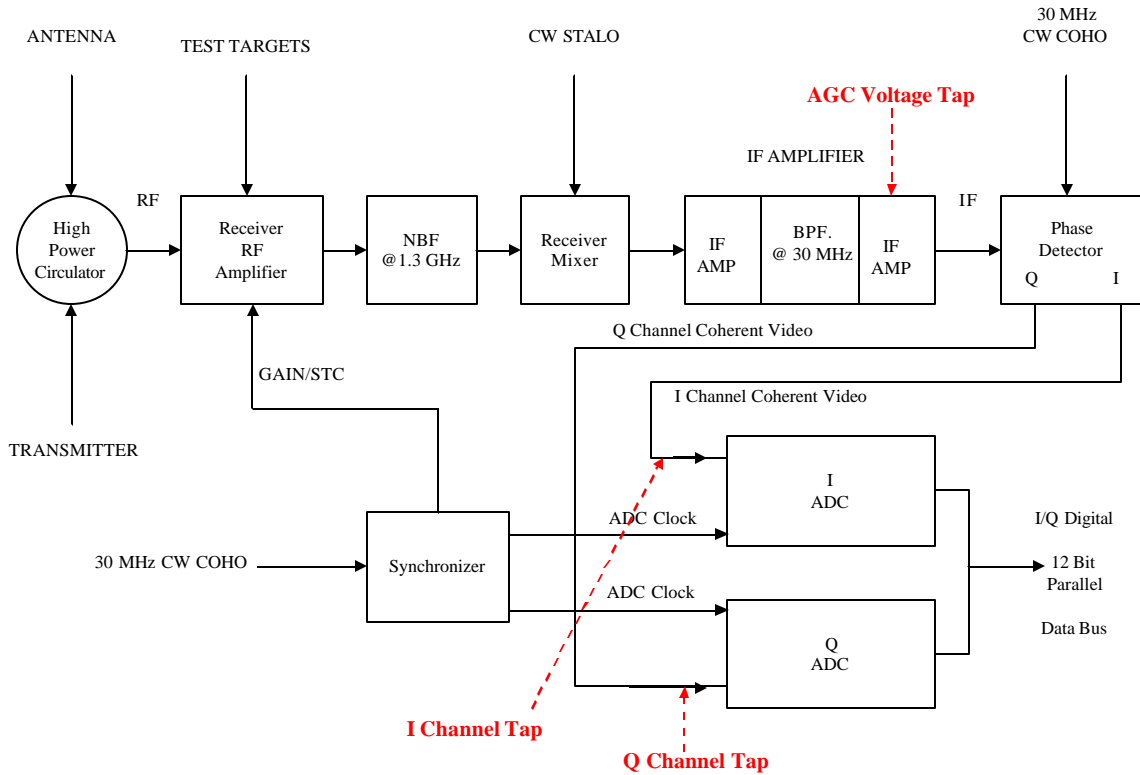 ANTENNA
TEST TARGETS
CW STALO
30 MHz
CW COHO
AGC Voltage Tap
IF AMPLIFIER
RF
IF
High
Power
Circulator
Receiver
RF
Amplifier
NBF
@1.3 GHz
Receiver
Mixer
IF
AMP
BPF.
@ 30 MHz
IF
AMP
Phase
Detector
Q
I
Q Channel Coherent Video
GAIN/STC
I Channel Coherent Video
TRANSMITTER
I
ADC
ADC Clock
I/Q Digital
30 MHz CW COHO
Synchronizer
12 Bit
Parallel
ADC Clock
Data Bus
Q
ADC
I Channel Tap
Q Channel Tap